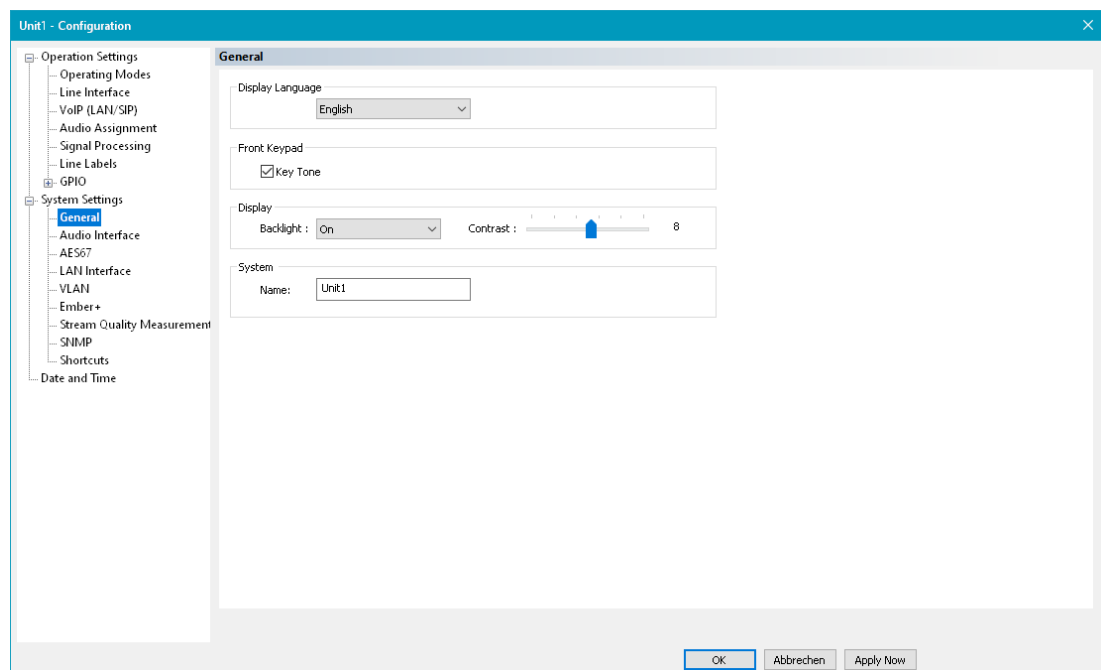 Unit1 - Configuration
Operation Settings
Operating Modes
Line Interface
VoIP (LAN/SIP)
Audio Assignment
Signal Processing
Line Labels
GPIO
System Settings
General
Audio Interface
AES67
LAN Interface
VLAN
Ember+
Stream Quality Measurement
SNMP
Shortcuts
Date and Time
General
Display Language
English
Front Keypad
Key Tone
Display
Backlight : On Contrast : 8
System
Name: Unit1
OK Abbrechen Apply Now